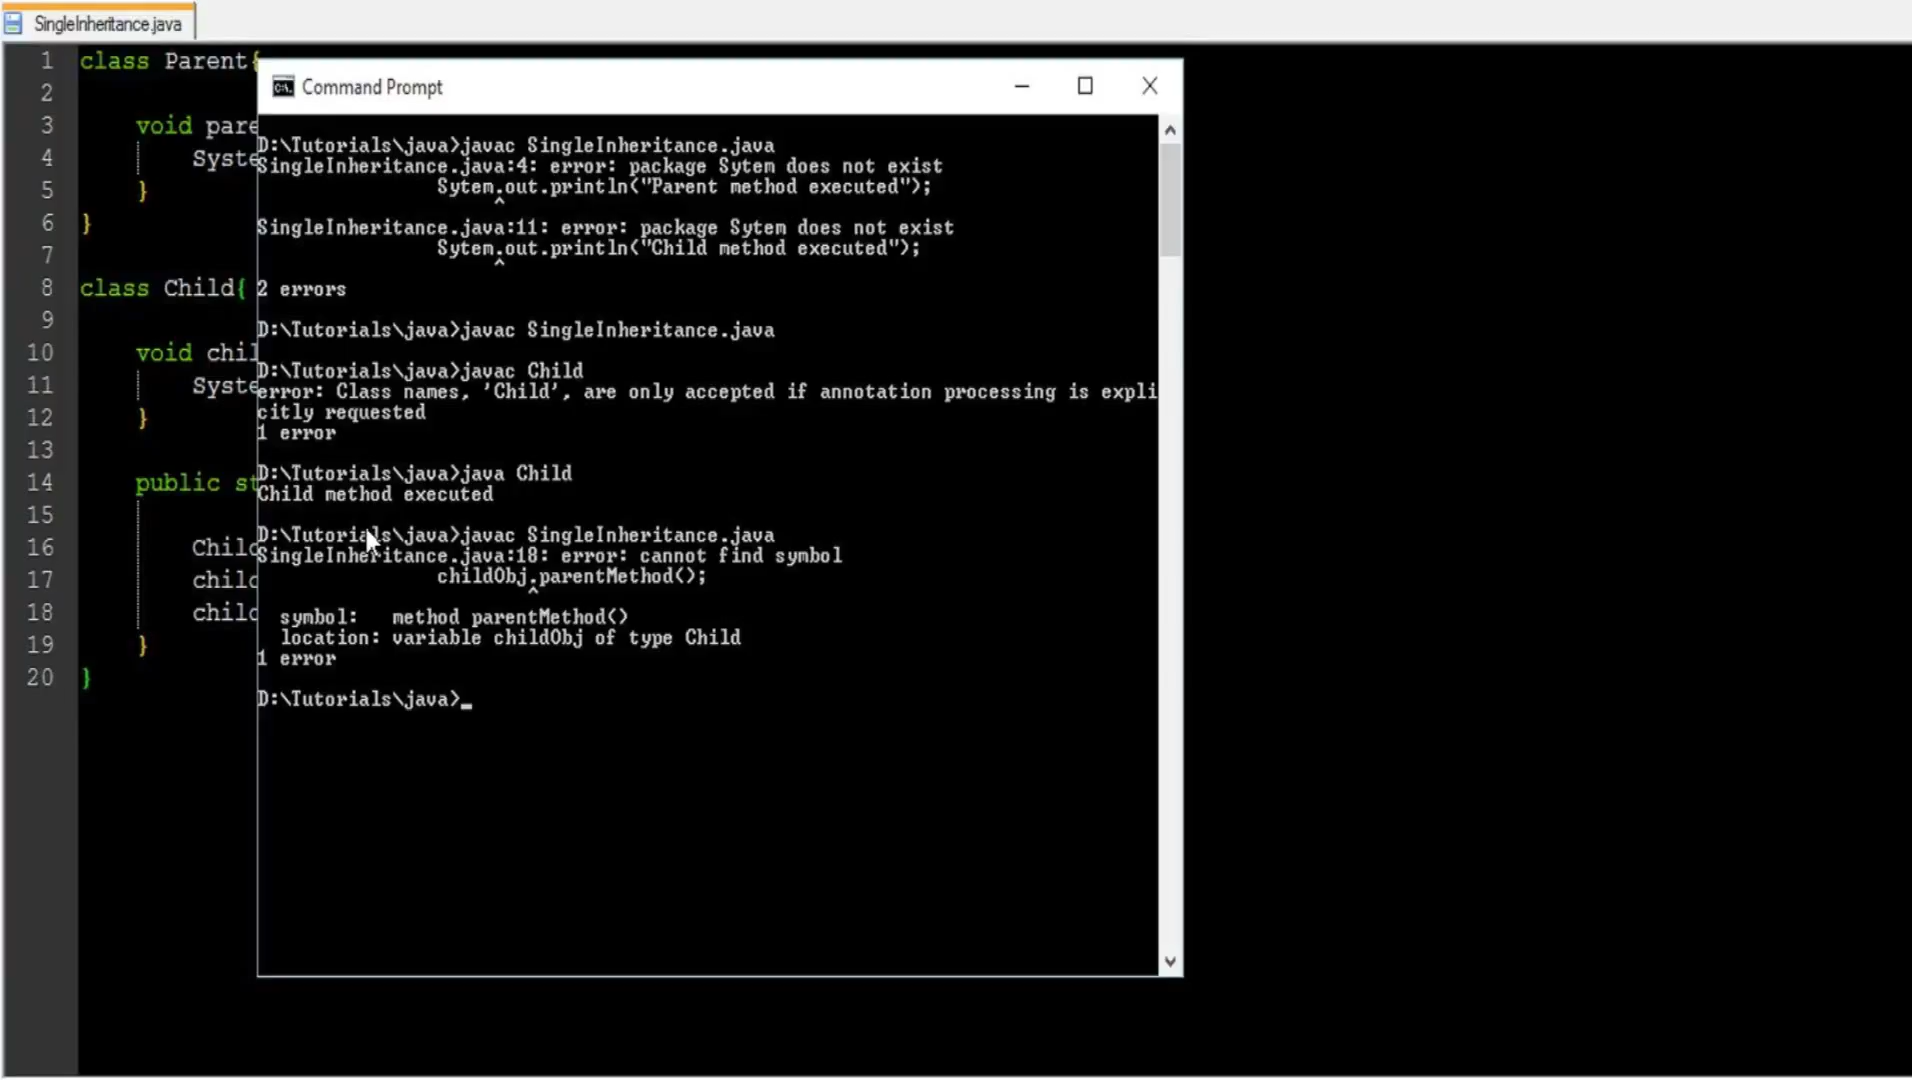 SingleInheritance.java
1 class Parent{
2
3 void pare
4 Syste
5 }
6 }
7
8 class Child{
9
10 void chil
11 Syste
12 }
13
14 public st
15
16 Child
17 child
18 child
19 }
20 }
Command Prompt
D:\Tutorials\java>javac SingleInheritance.java
SingleInheritance.java:4: error: package Sytem does not exist
Sytem.out.println("Parent method executed");
^
SingleInheritance.java:11: error: package Sytem does not exist
Sytem.out.println("Child method executed");
^
2 errors
D:\Tutorials\java>javac SingleInheritance.java
D:\Tutorials\java>javac Child
error: Class names, 'Child', are only accepted if annotation processing is expli
citly requested
1 error
D:\Tutorials\java>java Child
Child method executed
D:\Tutorials\java>javac SingleInheritance.java
SingleInheritance.java:18: error: cannot find symbol
childObj.parentMethod();
^
symbol: method parentMethod()
location: variable childObj of type Child
1 error
D:\Tutorials\java>_